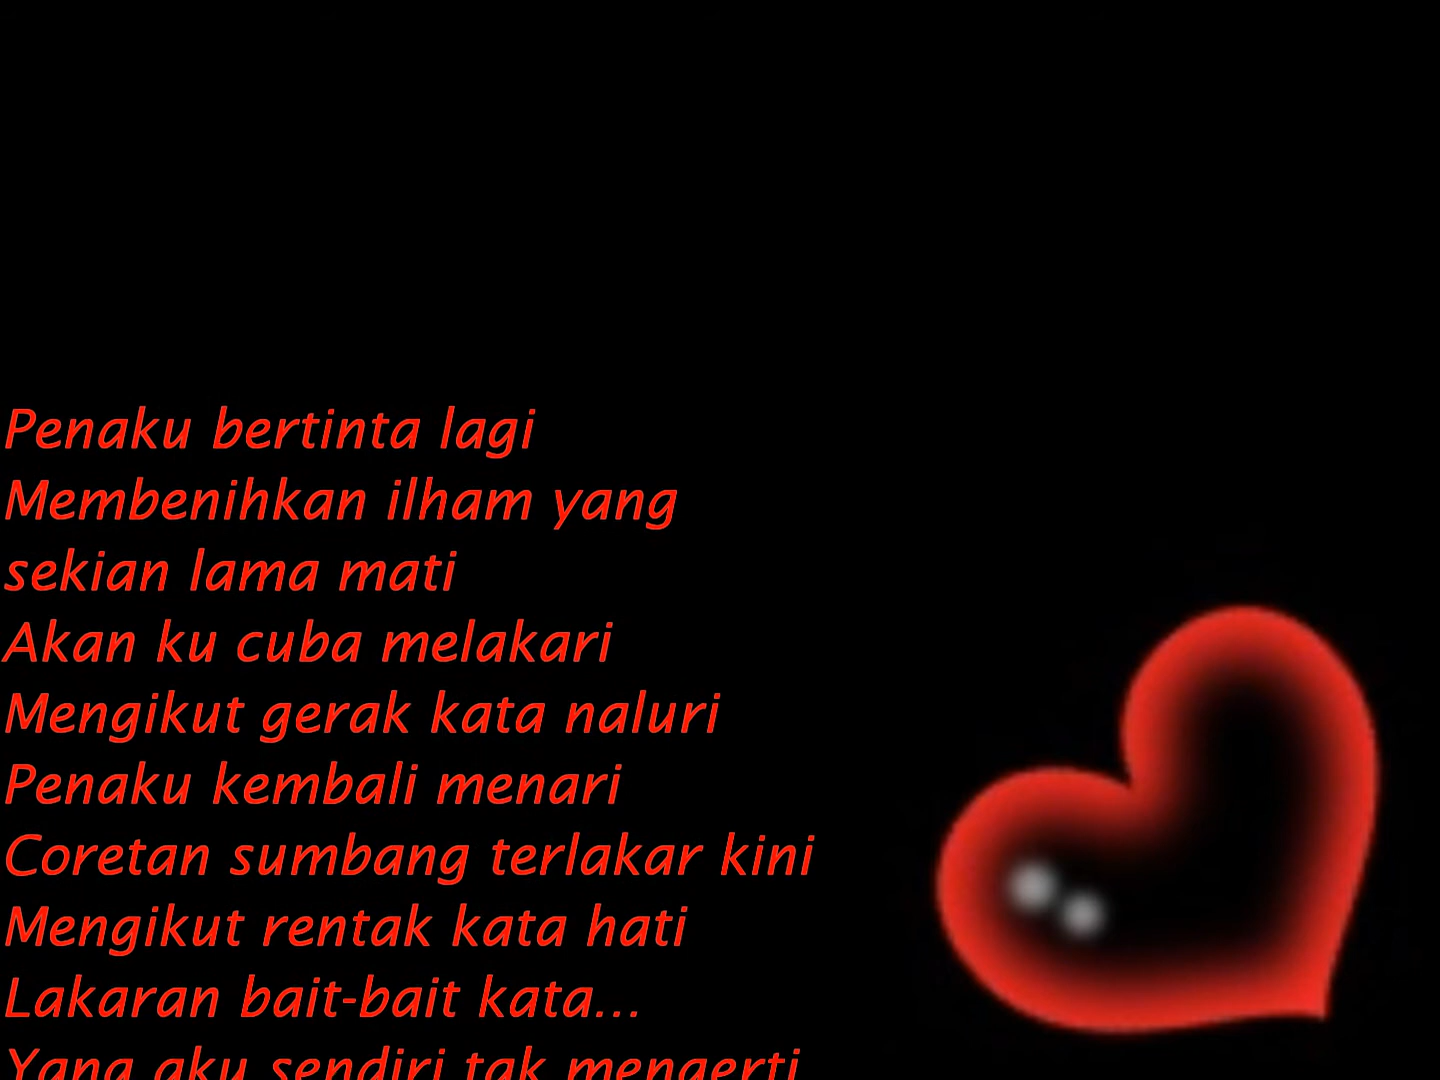 Penaku bertinta lagi
Membenihkan ilham yang
sekian lama mati
Akan ku cuba melakari
Mengikut gerak kata naluri
Penaku kembali menari
Coretan sumbang terlakar kini
Mengikut rentak kata hati
Lakaran bait-bait kata...
Yang aku sendiri tak mengerti